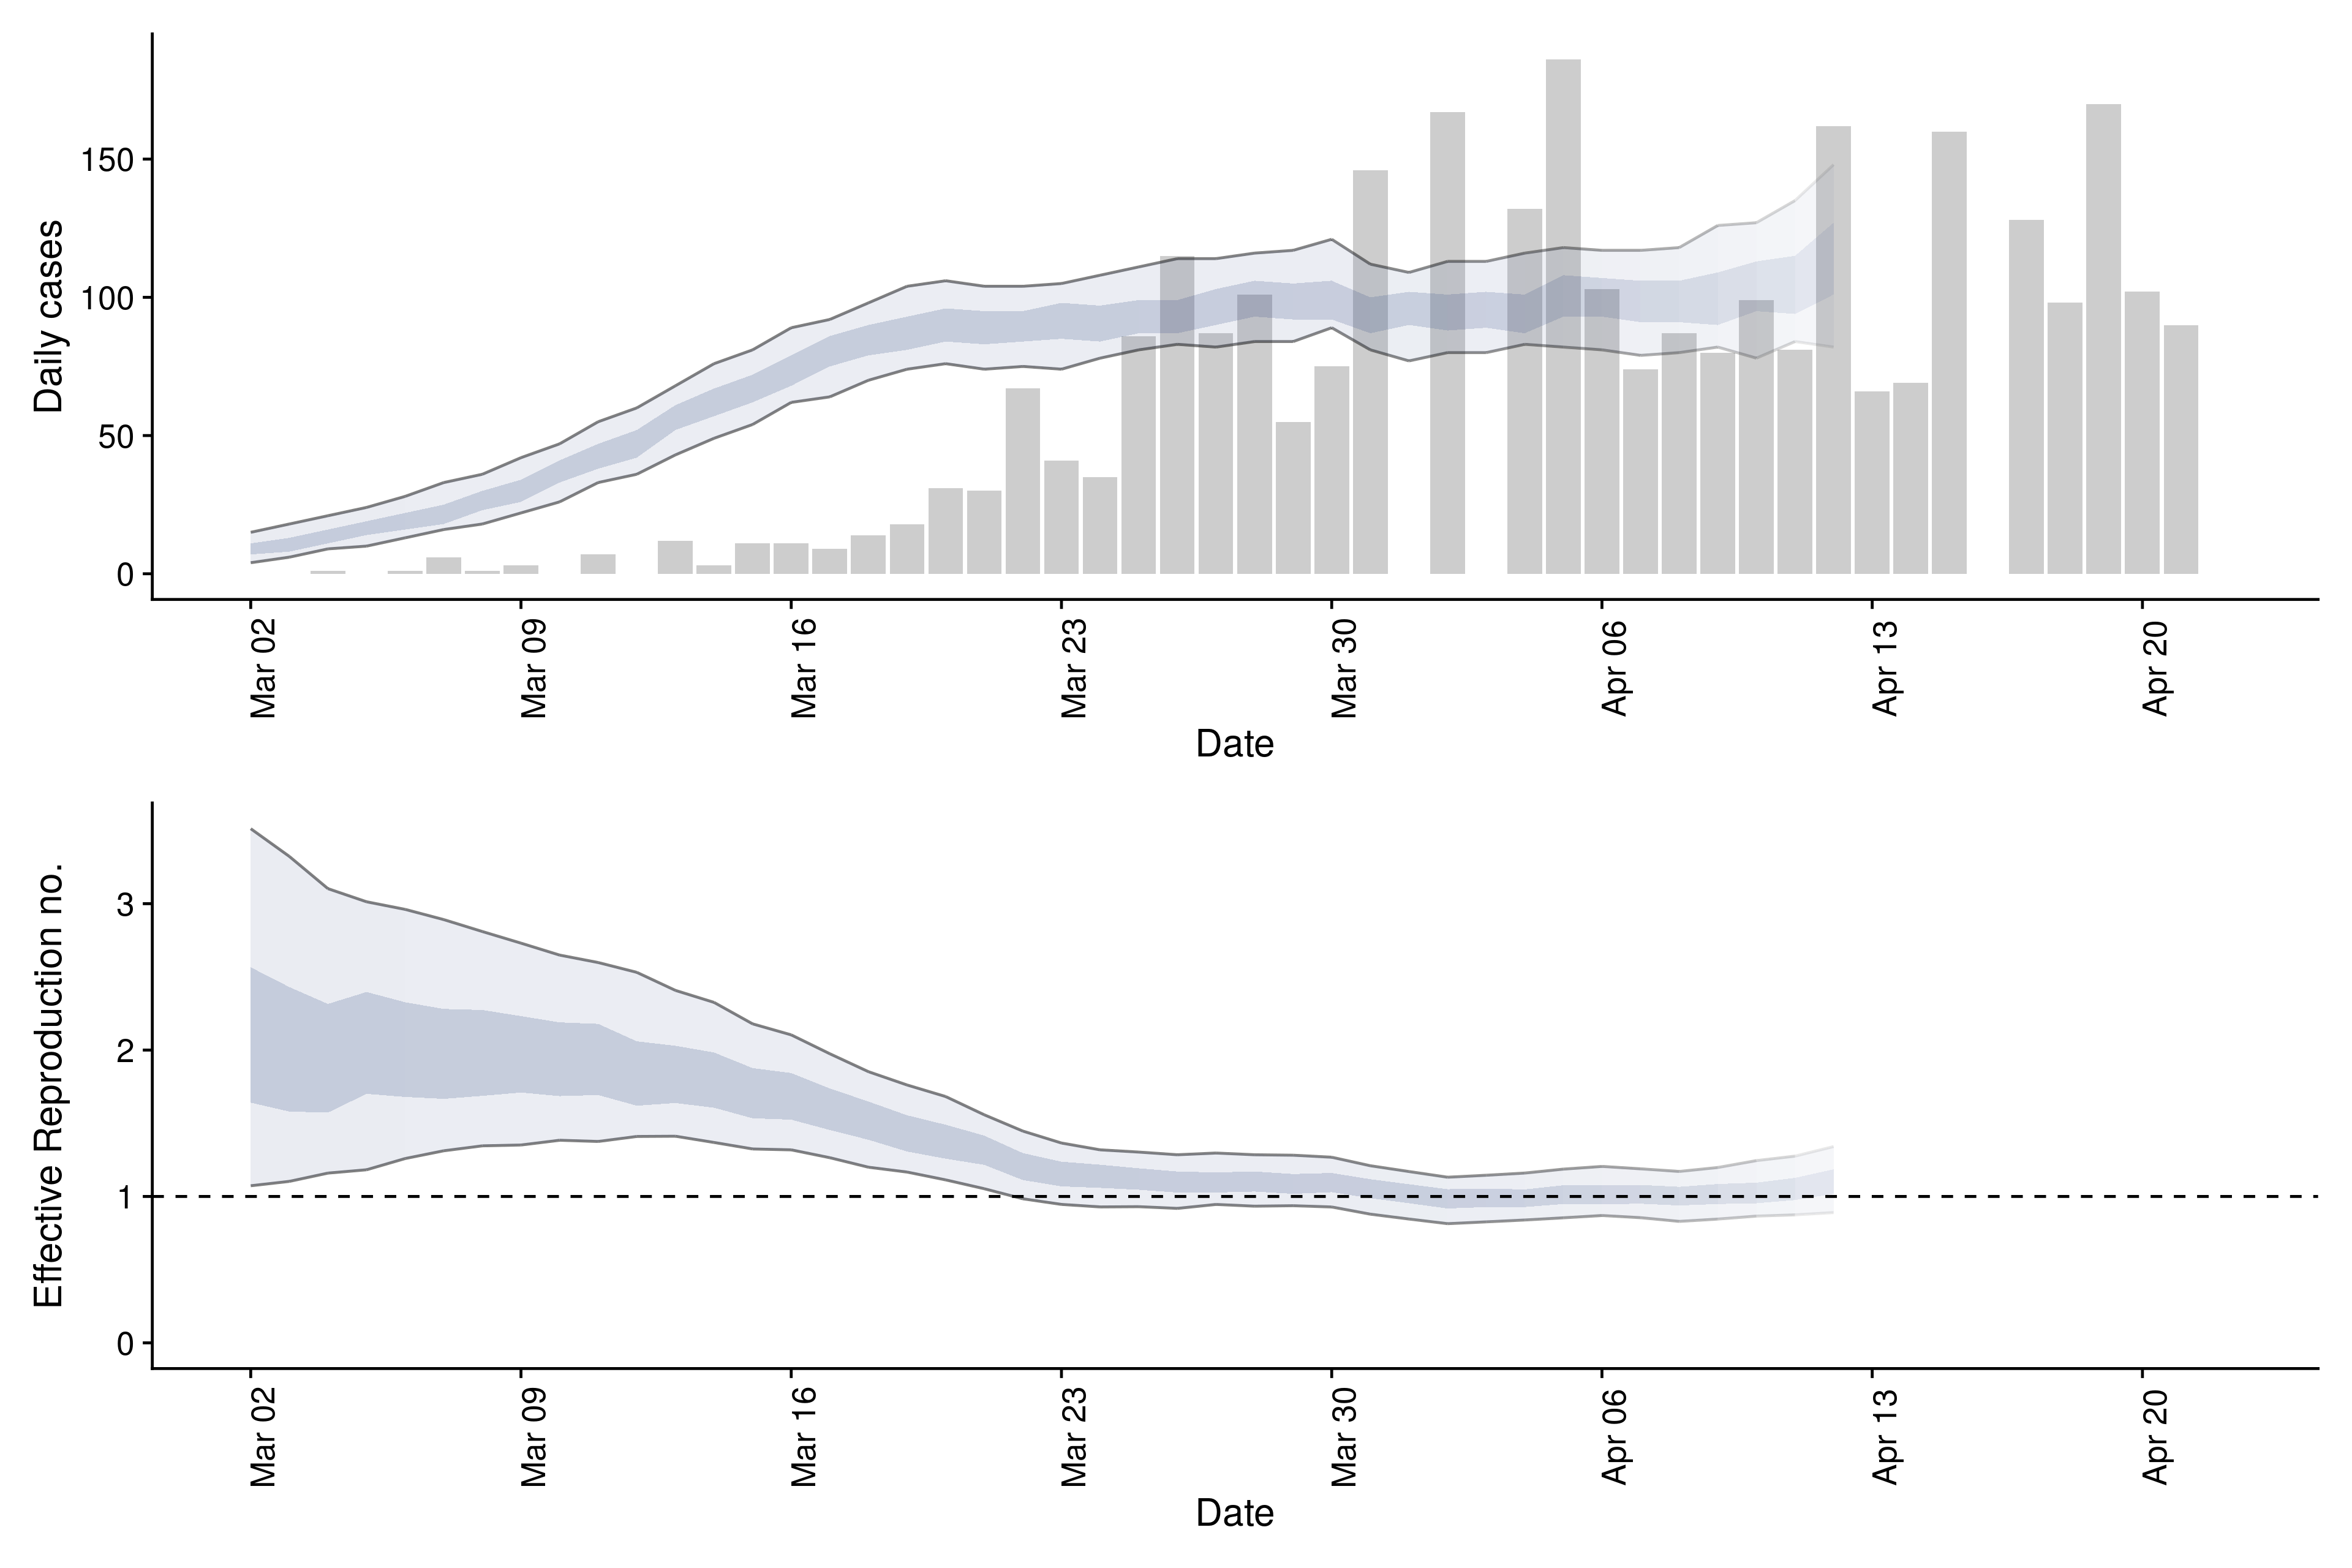 Daily cases
150
100
50
0
Mar 02
Mar 09
Mar 16
Mar 23
Mar 30
Apr 06
Apr 13
Apr 20
Date
Effective Reproduction no.
3
2
1
0
Mar 02
Mar 09
Mar 16
Mar 23
Mar 30
Apr 06
Apr 13
Apr 20
Date